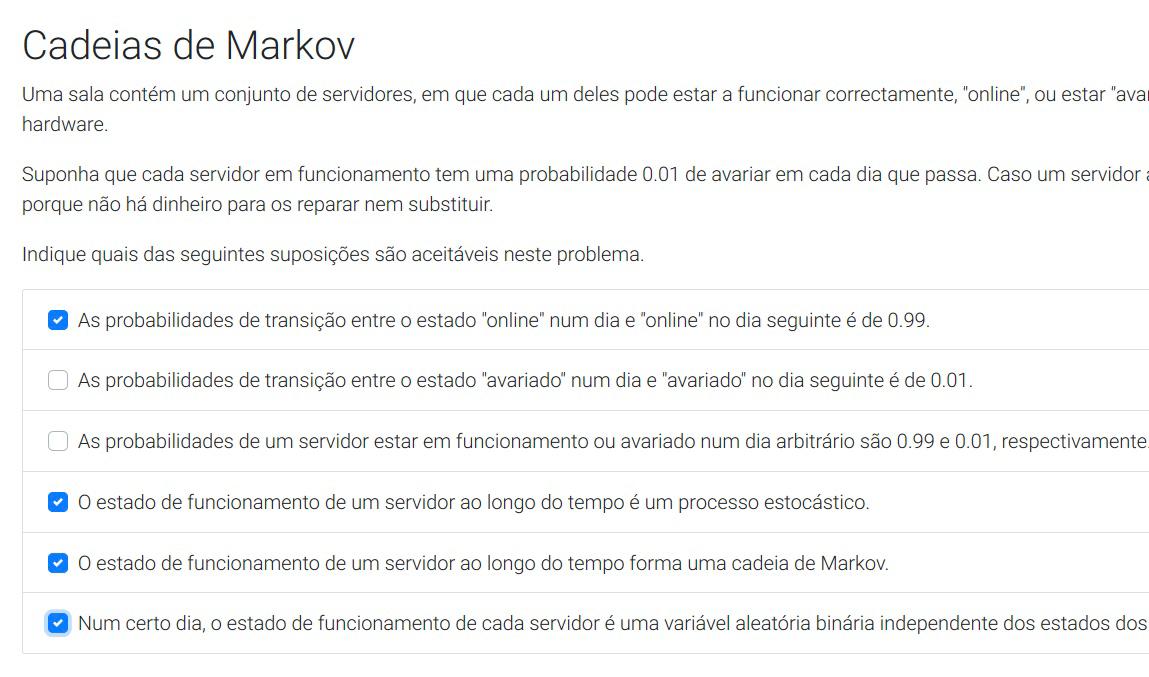 Cadeias de Markov
Uma sala contém um conjunto de servidores, em que cada um deles pode estar a funcionar correctamente, "online", ou estar "ava
hardware.
Suponha que cada servidor em funcionamento tem uma probabilidade 0.01 de avariar em cada dia que passa. Caso um servidor
porque não há dinheiro para os reparar nem substituir.
Indique quais das seguintes suposições são aceitáveis neste problema.
As probabilidades de transição entre o estado "online" num dia e "online" no dia seguinte é de 0.99.
As probabilidades de transição entre o estado "avariado" num dia e "avariado" no dia seguinte é de 0.01.
As probabilidades de um servidor estar em funcionamento ou avariado num dia arbitrário são 0.99 e 0.01, respectivamente.
O estado de funcionamento de um servidor ao longo do tempo é um processo estocástico.
O estado de funcionamento de um servidor ao longo do tempo forma uma cadeia de Markov.
Num certo dia, o estado de funcionamento de cada servidor é uma variável aleatória binária independente dos estados dos